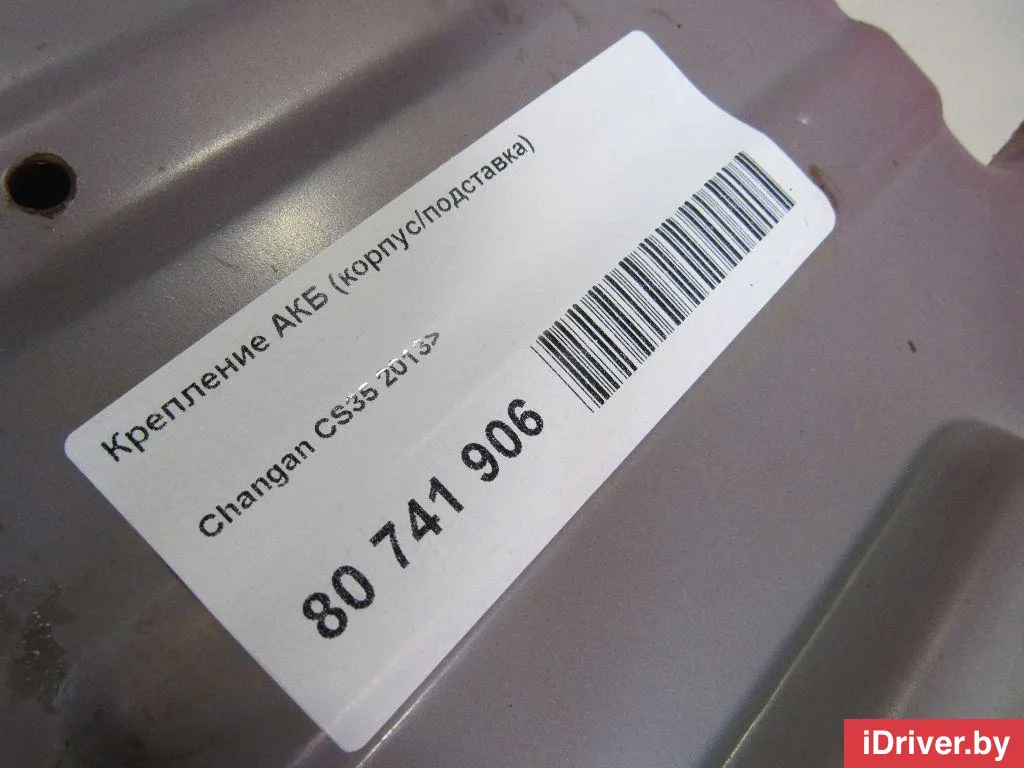 Крепление АКБ (корпус/подставка)
Changan CS35 2013>
80 741 906
iDriver.by